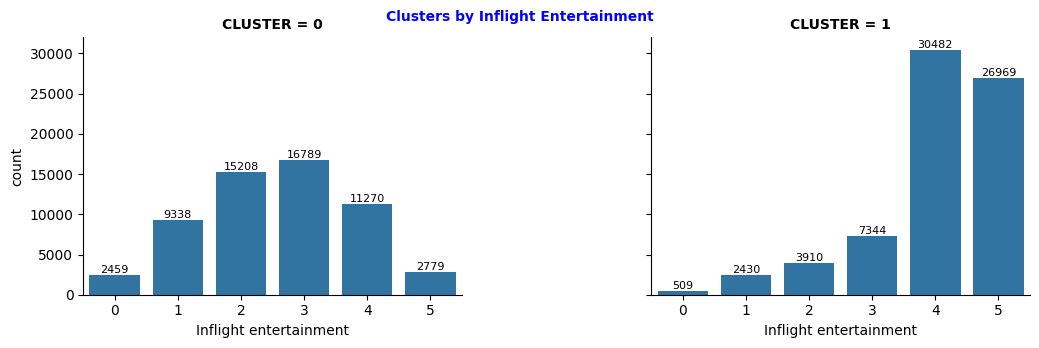 Clusters by Inflight Entertainment
CLUSTER = 0
30000
25000
20000
15000
10000
5000
0
count
2459
9338
15208
16789
11270
2779
0 1 2 3 4 5
Inflight entertainment
CLUSTER = 1
509
2430
3910
7344
30482
26969
0 1 2 3 4 5
Inflight entertainment